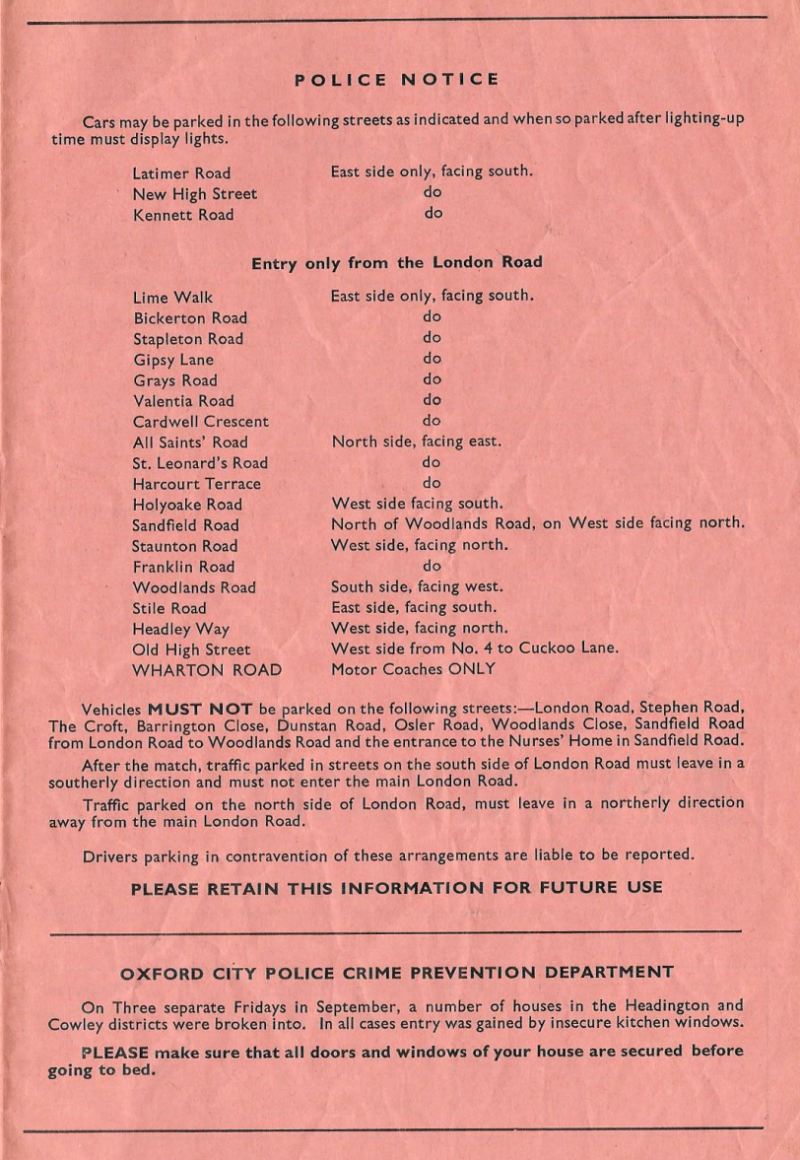 POLICE NOTICE
Cars may be parked in the following streets as indicated and when so parked after lighting-up
time must display lights.
Latimer Road East side only, facing south.
New High Street do
Kennett Road do
Entry only from the London Road
Lime Walk East side only, facing south.
Bickerton Road do
Stapleton Road do
Gipsy Lane do
Grays Road do
Valentia Road do
Cardwell Crescent do
All Saints' Road North side, facing east.
St. Leonard's Road do
Harcourt Terrace do
Holyoake Road West side facing south.
Sandfield Road North of Woodlands Road, on West side facing north.
Staunton Road West side, facing north.
Franklin Road do
Woodlands Road South side, facing west.
Stile Road East side, facing south.
Headley Way West side, facing north.
Old High Street West side from No. 4 to Cuckoo Lane.
WHARTON ROAD Motor Coaches ONLY
Vehicles MUST NOT be parked on the following streets:—London Road, Stephen Road,
The Croft, Barrington Close, Dunstan Road, Osler Road, Woodlands Close, Sandfield Road
from London Road to Woodlands Road and the entrance to the Nurses' Home in Sandfield Road.
After the match, traffic parked in streets on the south side of London Road must leave in a
southerly direction and must not enter the main London Road.
Traffic parked on the north side of London Road, must leave in a northerly direction
away from the main London Road.
Drivers parking in contravention of these arrangements are liable to be reported.
PLEASE RETAIN THIS INFORMATION FOR FUTURE USE
OXFORD CITY POLICE CRIME PREVENTION DEPARTMENT
On Three separate Fridays in September, a number of houses in the Headington and
Cowley districts were broken into. In all cases entry was gained by insecure kitchen windows.
PLEASE make sure that all doors and windows of your house are secured before
going to bed.